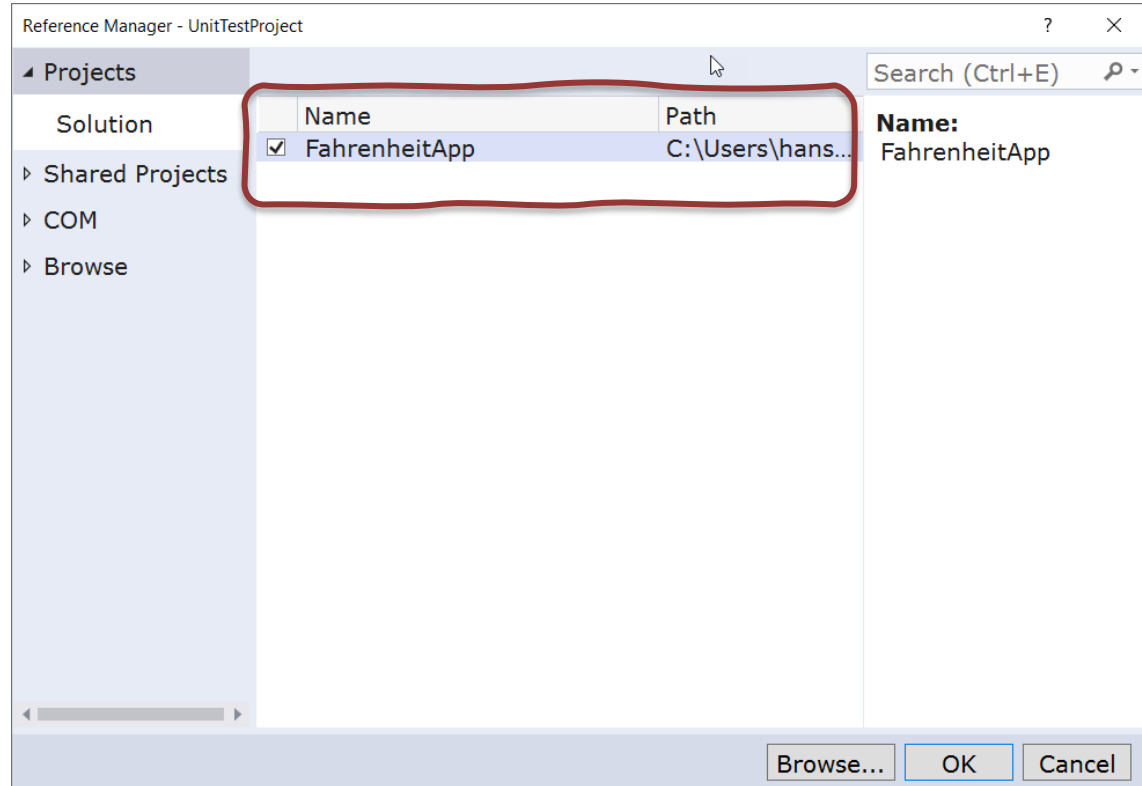 Reference Manager - UnitTestProject
?
Projects
Search (Ctrl+E)
Solution
Shared Projects
COM
Browse
Name Path
FahrenheitApp C:\Users\hans...
Name:
FahrenheitApp
Browse... OK Cancel